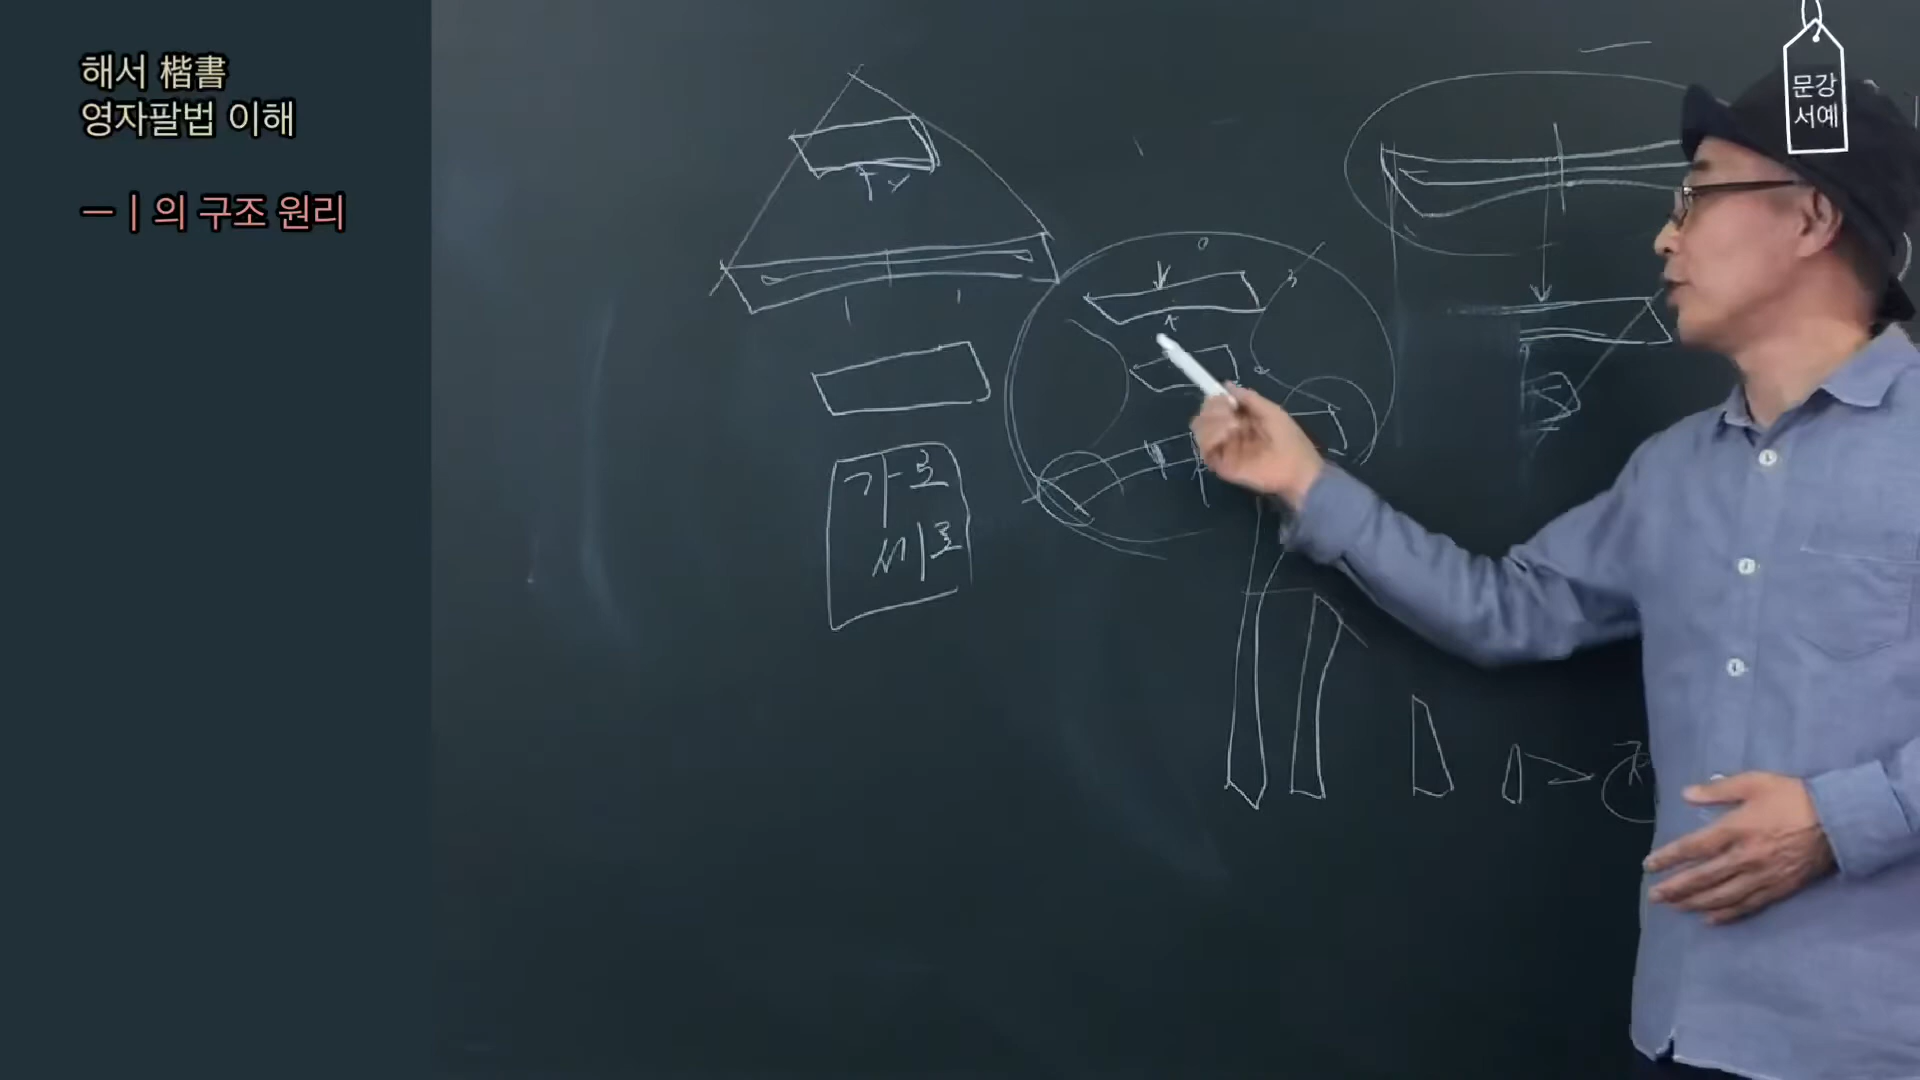 해서 楷書
영자팔법 이해
ㅡㅣ의 구조 원리
문강
서예
가로
세로